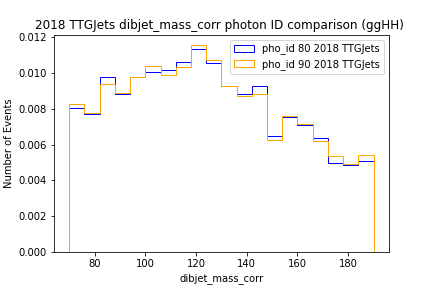 2018 TTGJets dibjet_mass_corr photon ID comparison (ggHH)
pho_id 80 2018 TTGJets
pho_id 90 2018 TTGJets
Number of Events
0.012
0.010
0.008
0.006
0.004
0.002
0.000
80 100 120 140 160 180
dibjet_mass_corr